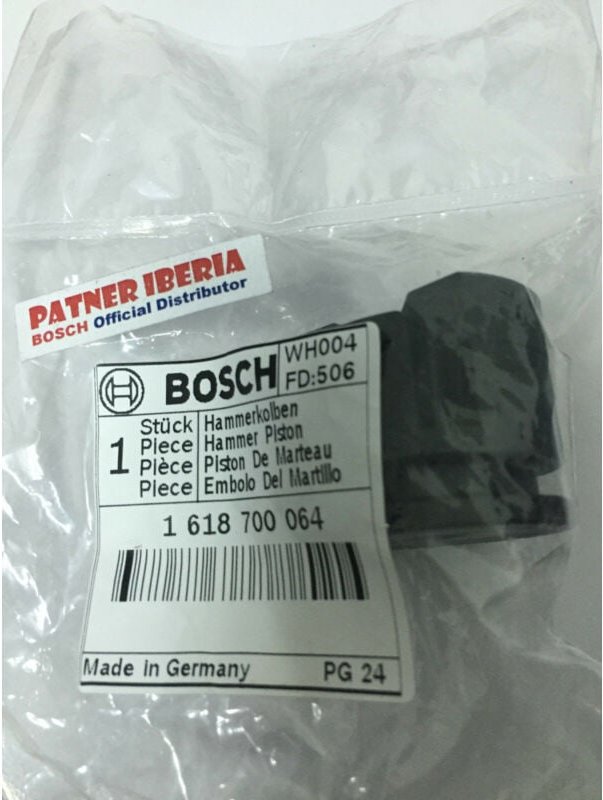 PATNER IBERIA
BOSCH Official Distributor
BOSCH
WH004
FD:506
1
Stück
Piece
Pièce
Piece
Hammerkolben
Hammer Piston
Piston De Marteau
Embolo Del Martillo
1 618 700 064
Made in Germany PG 24